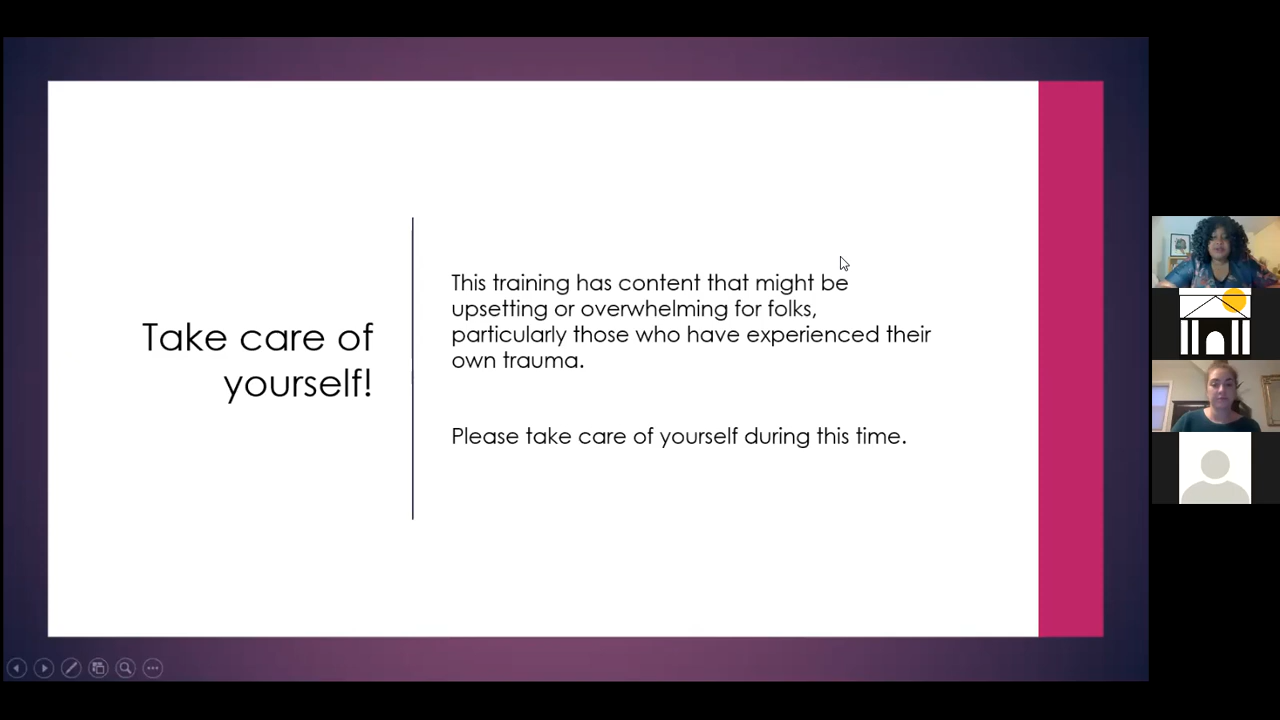 Take care of
yourself!
This training has content that might be
upsetting or overwhelming for folks,
particularly those who have experienced their
own trauma.
Please take care of yourself during this time.